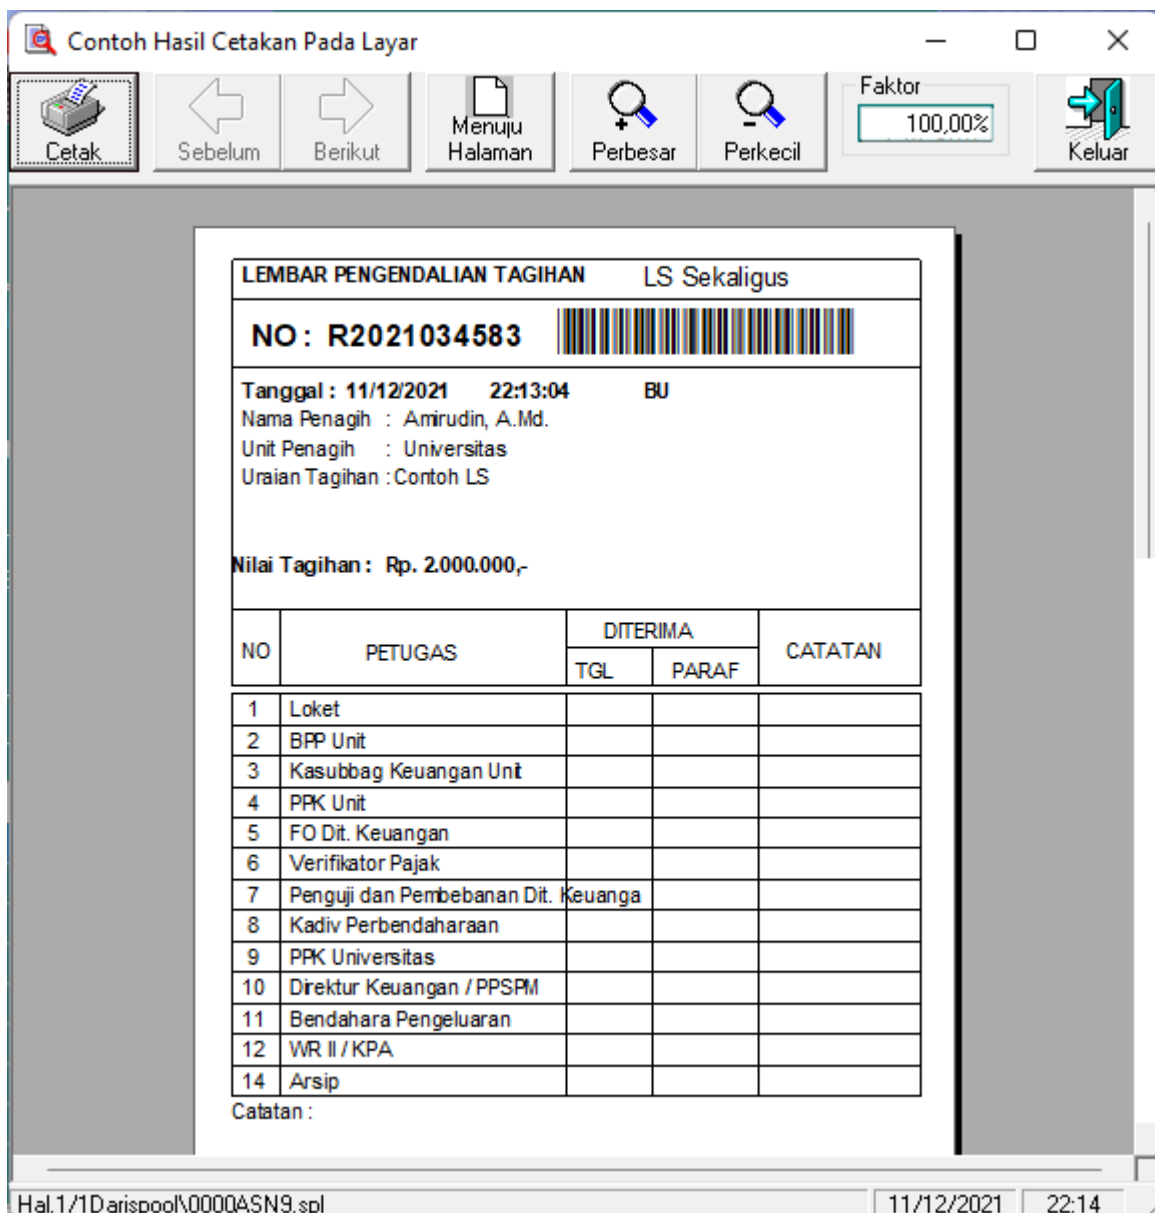 Contoh Hasil Cetakan Pada Layar
Cetak
Sebelum
Berikut
Menuju
Halaman
Perbesar
Perkecil
Faktor
100,00%
Keluar
LEMBAR PENGENDALIAN TAGIHAN LS Sekaligus
NO : R2021034583
Tanggal : 11/12/2021 22:13:04 BU
Nama Penagih : Amirudin, A.Md.
Unit Penagih : Universitas
Uraian Tagihan : Contoh LS
Nilai Tagihan : Rp. 2.000.000,-
NO PETUGAS DITERIMA CATATAN
TGL PARAF
1 Loket
2 BPP Unit
3 Kasubbag Keuangan Unit
4 PPK Unit
5 FO Dit. Keuangan
6 Verifikator Pajak
7 Penguji dan Pembebanan Dit. Keuanga
8 Kadiv Perbendaharaan
9 PPK Universitas
10 Direktur Keuangan / PPSPM
11 Bendahara Pengeluaran
12 WR II / KPA
14 Arsip
Catatan :
Hal.1/1Darispool\0000ASN9.spl 11/12/2021 22:14